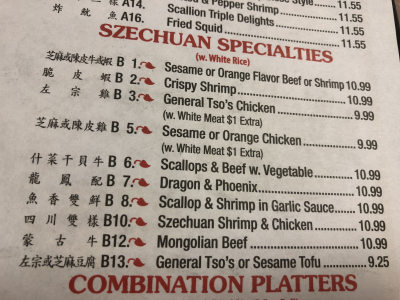 樣 A14. & Pepper Shrimp 11.55
炸魷魚 A16. Scallion Triple Delights 11.55
Fried Squid 11.55
SZECHUAN SPECIALTIES
(w. White Rice)
芝麻或陳皮牛或蝦 B 1. Sesame or Orange Flavor Beef or Shrimp 10.99
脆皮蝦 B 2. Crispy Shrimp 10.99
左宗雞 B 3. General Tso's Chicken 9.99
(w. White Meat $1 Extra)
芝麻或陳皮雞 B 5. Sesame or Orange Chicken 9.99
(w. White Meat $1 Extra)
什菜干貝牛 B 6. Scallops & Beef w. Vegetable 10.99
龍鳳配 B 7. Dragon & Phoenix 10.99
魚香雙鮮 B 8. Scallop & Shrimp in Garlic Sauce 10.99
四川雙樣 B10. Szechuan Shrimp & Chicken 10.99
蒙古牛 B12. Mongolian Beef 10.99
左宗或芝麻豆腐 B13. General Tso's or Sesame Tofu 9.25
COMBINATION PLATTERS